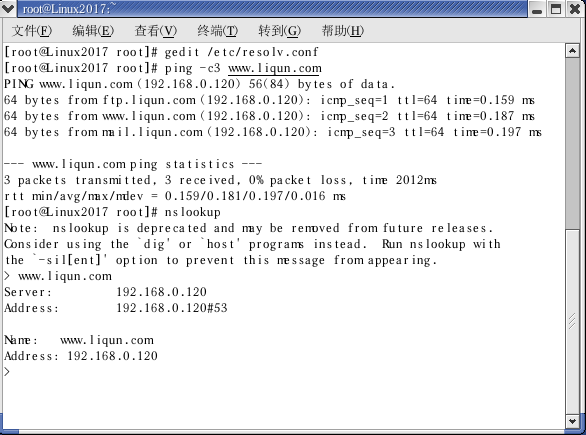 root@Linux2017:~
文件(F) 编辑(E) 查看(V) 终端(T) 转到(G) 帮助(H)
[root@Linux2017 root]# gedit /etc/resolv.conf
[root@Linux2017 root]# ping -c3 www.liqun.com
PING www.liqun.com (192.168.0.120) 56(84) bytes of data.
64 bytes from ftp.liqun.com (192.168.0.120): icmp_seq=1 ttl=64 time=0.159 ms
64 bytes from www.liqun.com (192.168.0.120): icmp_seq=2 ttl=64 time=0.187 ms
64 bytes from mail.liqun.com (192.168.0.120): icmp_seq=3 ttl=64 time=0.197 ms

--- www.liqun.com ping statistics ---
3 packets transmitted, 3 received, 0% packet loss, time 2012ms
rtt min/avg/max/mdev = 0.159/0.181/0.197/0.016 ms
[root@Linux2017 root]# nslookup
Note:  nslookup is deprecated and may be removed from future releases.
Consider using the `dig' or `host' programs instead.  Run nslookup with
the `-sil[ent]' option to prevent this message from appearing.
> www.liqun.com
Server:         192.168.0.120
Address:        192.168.0.120#53

Name:   www.liqun.com
Address: 192.168.0.120
>